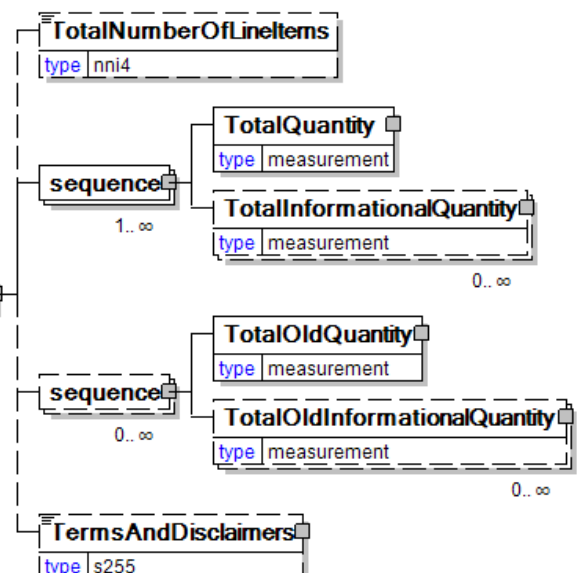 TotalNumberOfLineItems
type nni4
TotalQuantity
type measurement
sequence
1.. ∞
TotalInformationalQuantity
type measurement
0.. ∞
TotalOldQuantity
type measurement
sequence
0.. ∞
TotalOldInformationalQuantity
type measurement
0.. ∞
TermsAndDisclaimers
type s255